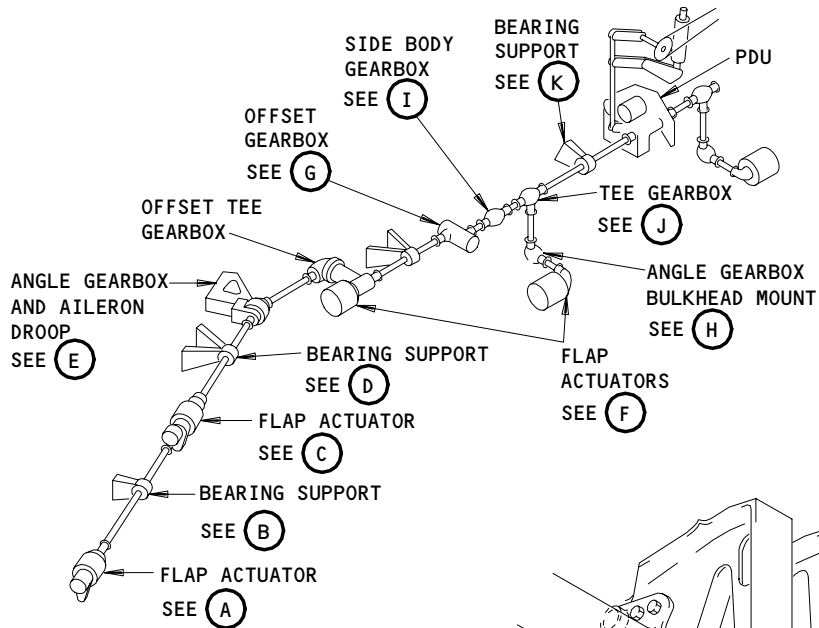 SIDE BODY
GEARBOX
SEE I
BEARING
SUPPORT
SEE K
PDU
OFFSET
GEARBOX
SEE G
OFFSET TEE
GEARBOX
TEE GEARBOX
SEE J
ANGLE GEARBOX
AND AILERON
DROOP
SEE E
ANGLE GEARBOX
BULKHEAD MOUNT
SEE H
BEARING SUPPORT
SEE D
FLAP
ACTUATORS
SEE F
FLAP ACTUATOR
SEE C
BEARING SUPPORT
SEE B
FLAP ACTUATOR
SEE A